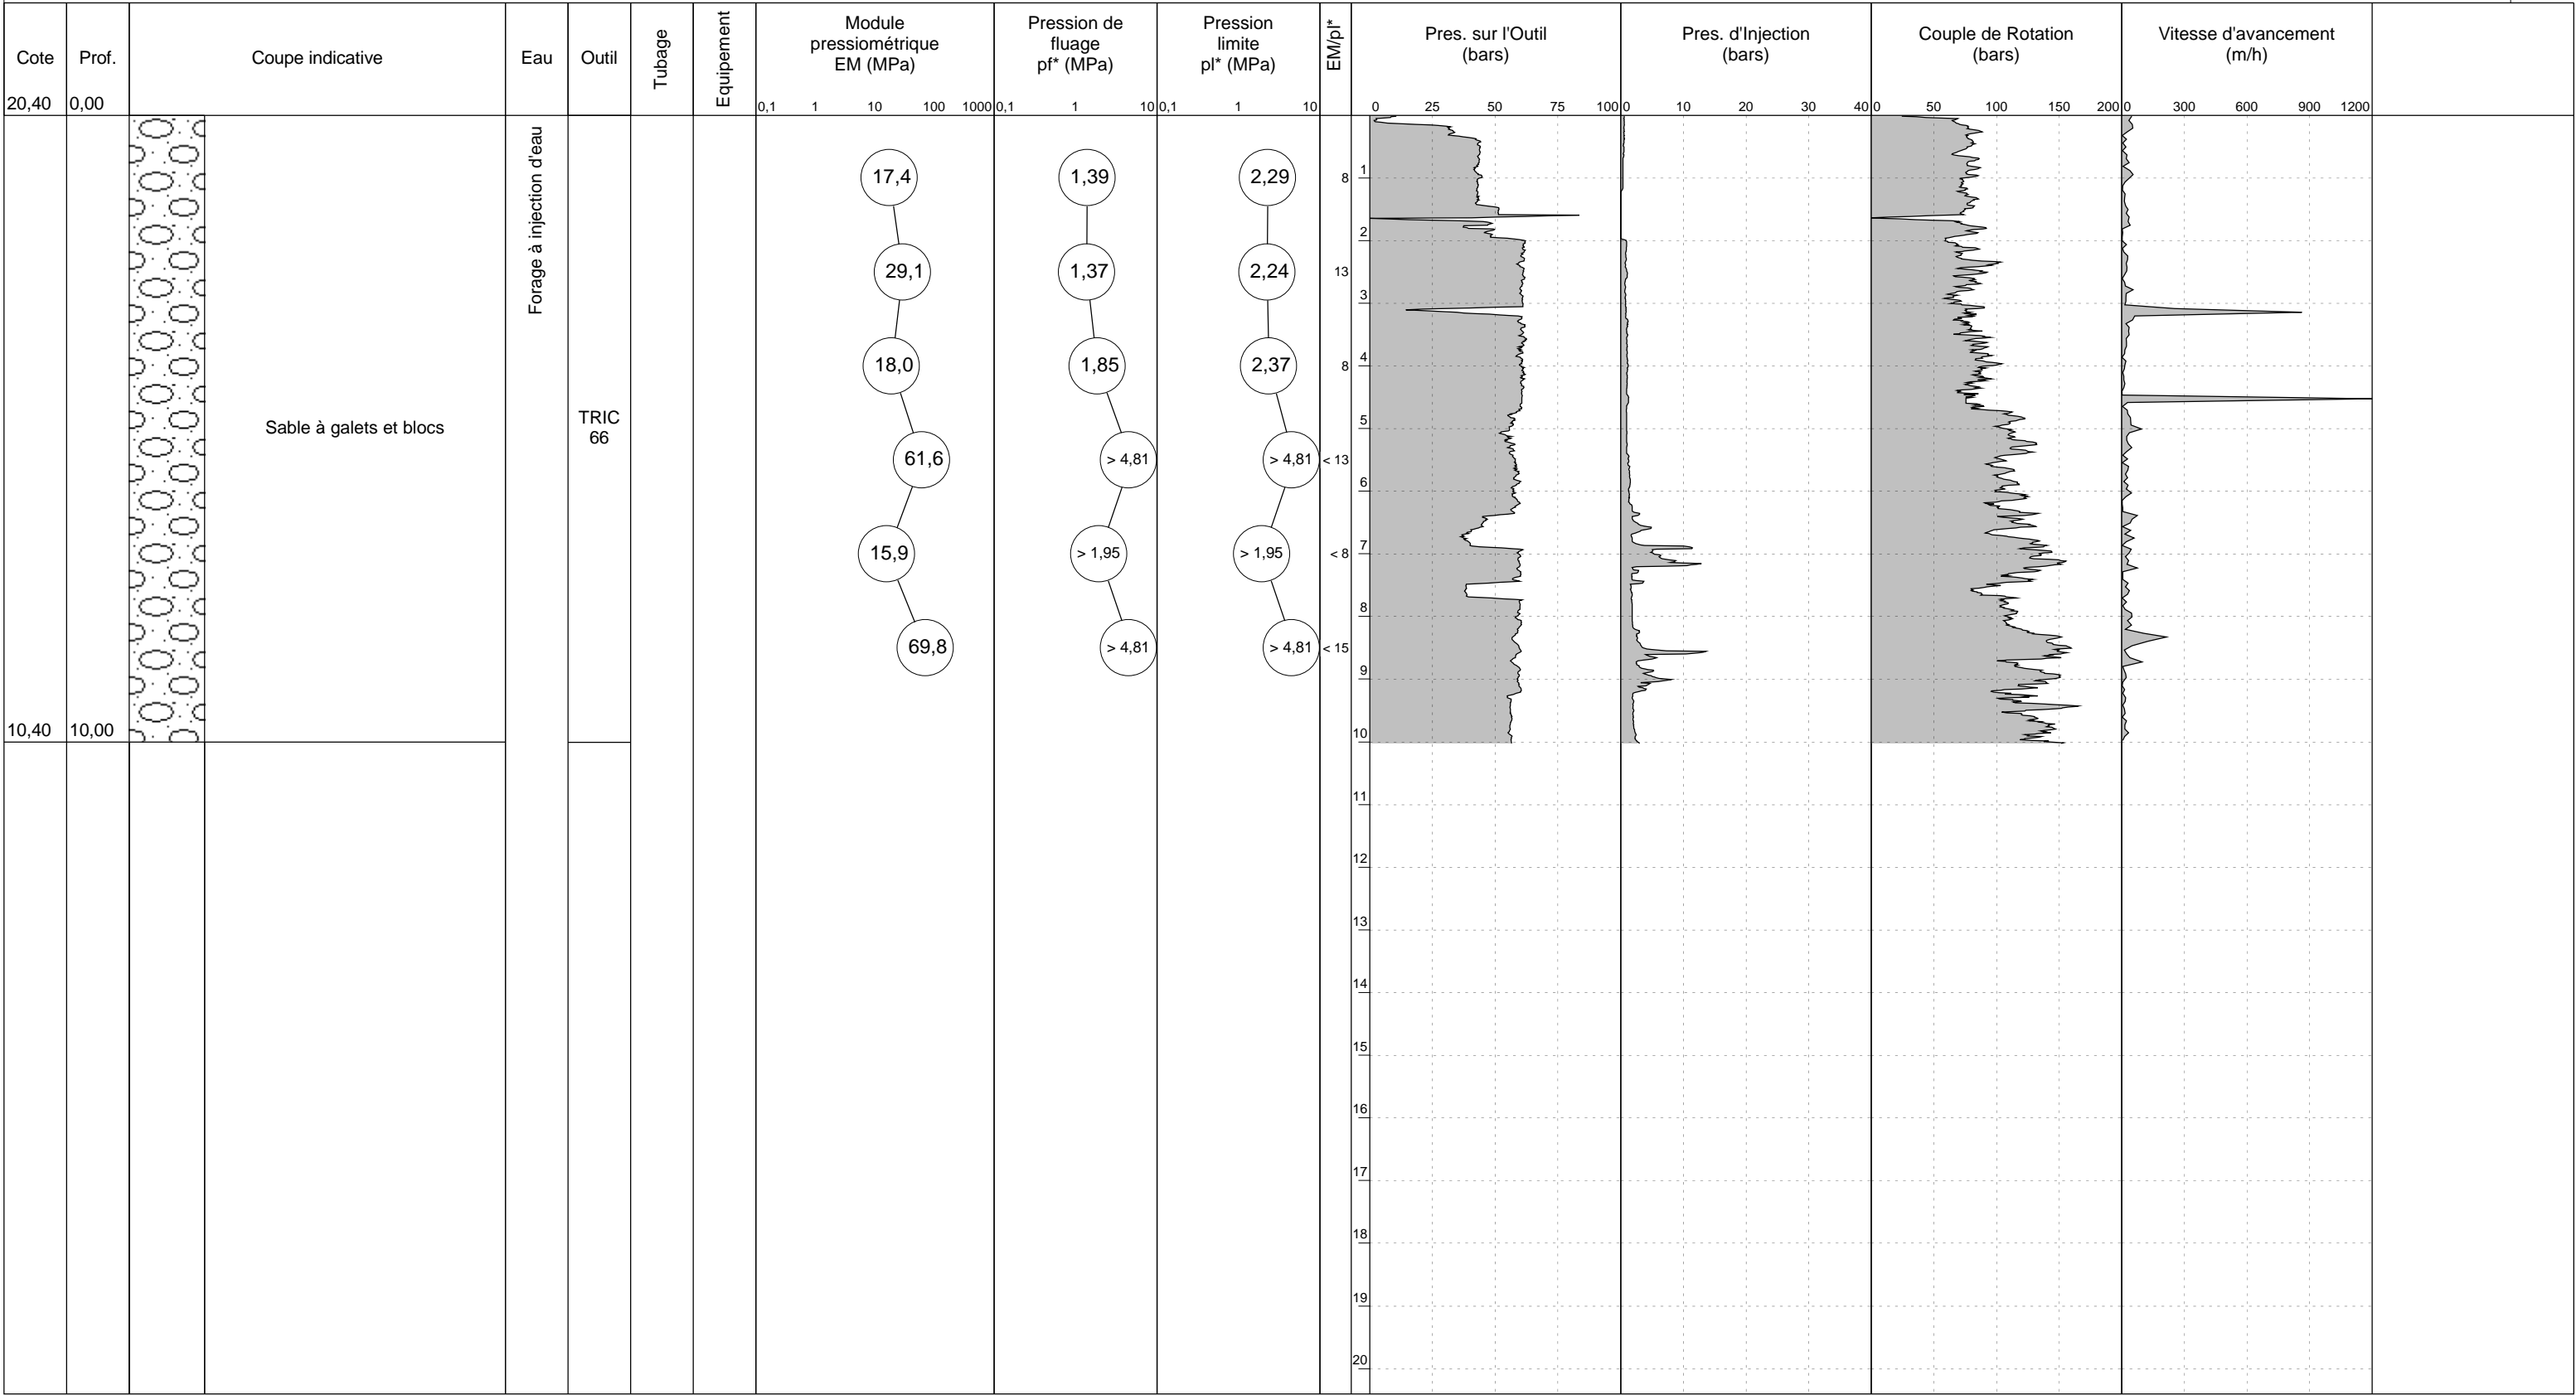 Cote
Prof.
Coupe indicative
Eau
Outil
Tubage
Equipement
Module
pressiométrique
EM (MPa)
Pression de
fluage
pf* (MPa)
Pression
limite
pl* (MPa)
EM/pl*
Pres. sur l'Outil
(bars)
Pres. d'Injection
(bars)
Couple de Rotation
(bars)
Vitesse d'avancement
(m/h)
20,40 0,00
0,1 1 10 100 1000
0,1 1 10
0,1 1 10
0 25 50 75 100
0 10 20 30 40
0 50 100 150 200
0 300 600 900 1200
Forage à injection d'eau
17,4 1,39 2,29 8
29,1 1,37 2,24 13
18,0 1,85 2,37 8
Sable à galets et blocs
TRIC
66
61,6 > 4,81 > 4,81 < 13
15,9 > 1,95 > 1,95 < 8
69,8 > 4,81 > 4,81 < 15
10,40 10,00
1
2
3
4
5
6
7
8
9
10
11
12
13
14
15
16
17
18
19
20